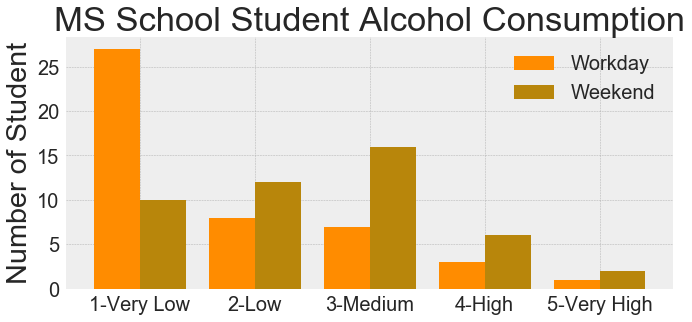 MS School Student Alcohol Consumption
Number of Student
25
20
15
10
5
0
Workday
Weekend
1-Very Low 2-Low 3-Medium 4-High 5-Very High